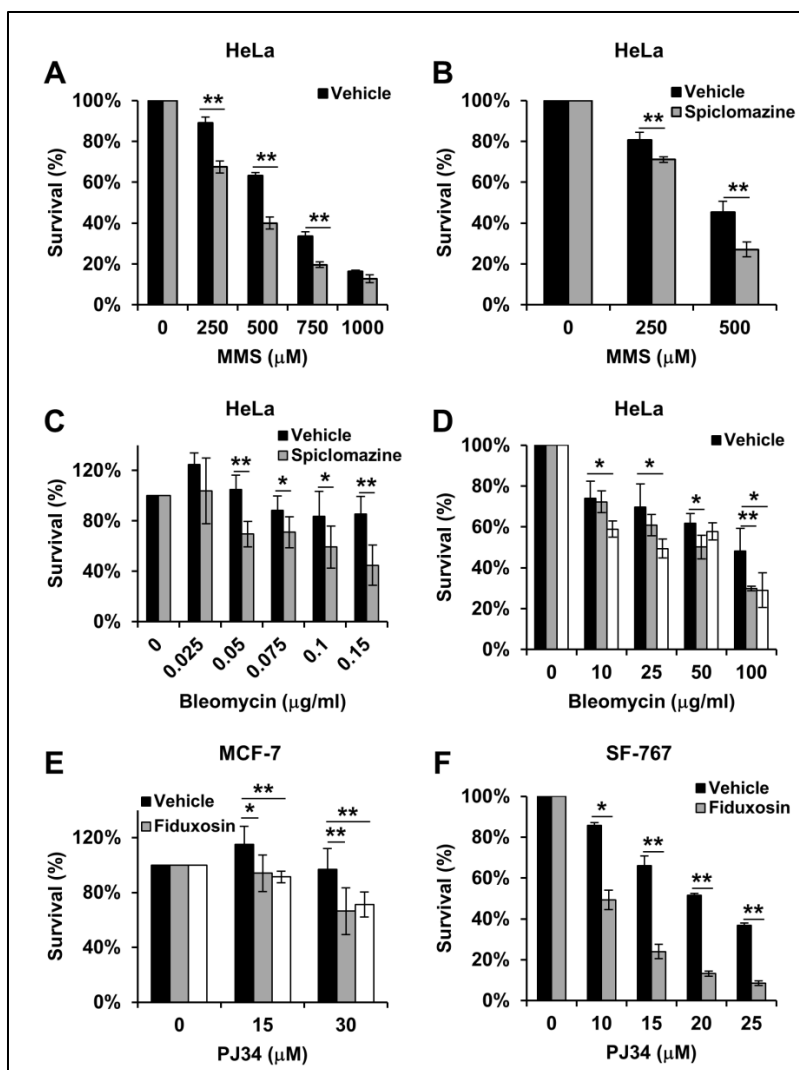 A
HeLa
Vehicle
100%
80%
60%
40%
20%
0%
Survival (%)
**
**
**
0 250 500 750 1000
MMS (μM)
B
HeLa
Vehicle
Spiclomazine
100%
80%
60%
40%
20%
0%
Survival (%)
**
**
0 250 500
MMS (μM)
C
HeLa
Vehicle
Spiclomazine
120%
80%
40%
0%
Survival (%)
**
*
*
**
0 0.025 0.05 0.075 0.1 0.15
Bleomycin (μg/ml)
D
HeLa
Vehicle
100%
80%
60%
40%
20%
0%
Survival (%)
*
*
*
*
**
0 10 25 50 100
Bleomycin (μg/ml)
E
MCF-7
Vehicle
Fiduxosin
120%
80%
40%
0%
Survival (%)
**
*
**
**
0 15 30
PJ34 (μM)
F
SF-767
Vehicle
Fiduxosin
100%
80%
60%
40%
20%
0%
Survival (%)
*
**
**
**
0 10 15 20 25
PJ34 (μM)